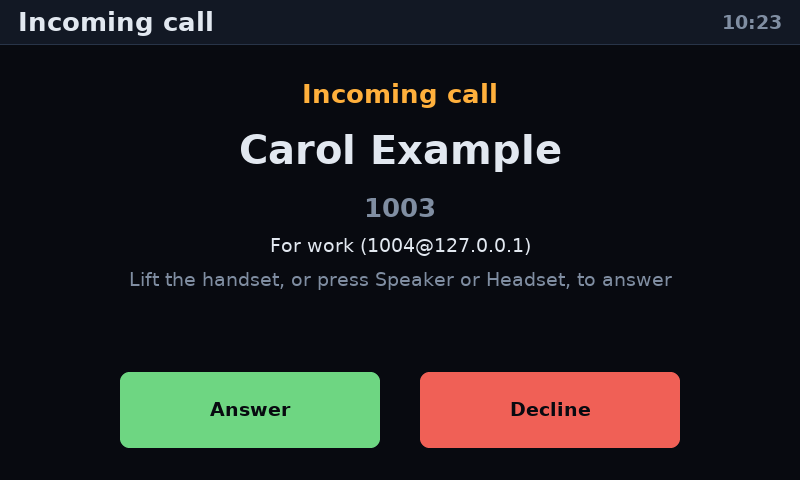 Incoming call
10:23
Incoming call
Carol Example
1003
For work (1004@127.0.0.1)
Lift the handset, or press Speaker or Headset, to answer
Answer
Decline